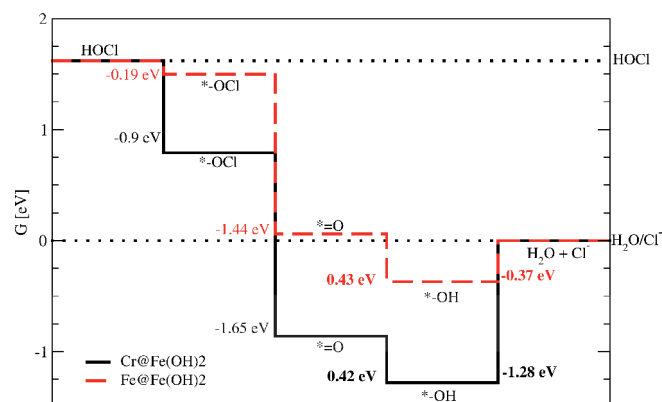 2
HOCl
HOCl
-0.19 eV
*-OCl
1
-0.9 eV
*-OCl
G [eV]
-1.44 eV
*=O
0
H₂O/Cl⁻
H₂O + Cl⁻
0.43 eV
-0.37 eV
*-OH
-1.65 eV
*=O
-1
Cr@Fe(OH)2
0.42 eV
-1.28 eV
Fe@Fe(OH)2
*-OH